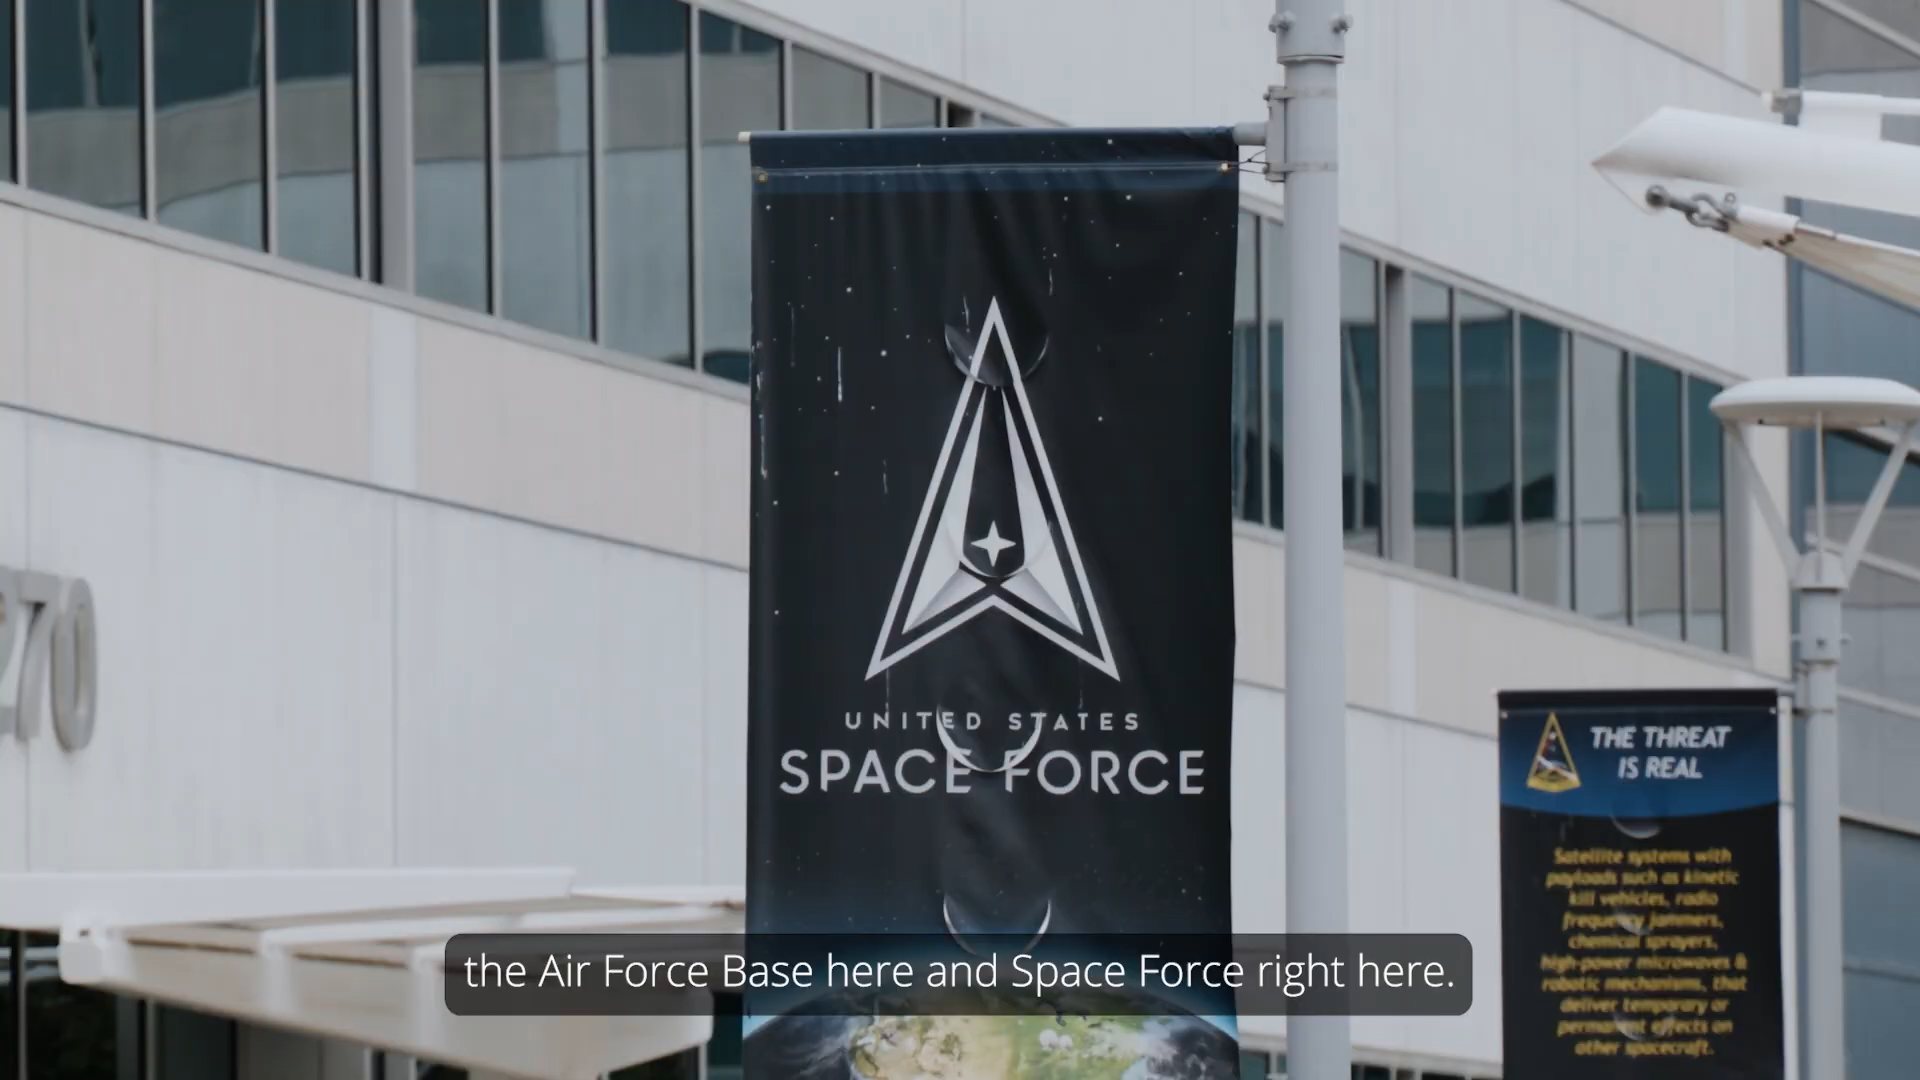 270
UNITED STATES
SPACE FORCE
THE THREAT
IS REAL
Satellite systems with
payloads such as kinetic
kill vehicles, radio
frequency jammers,
chemical sprayers,
high-power microwaves &
robotic mechanisms, that
deliver temporary or
permanent effects on
other spacecraft.
the Air Force Base here and Space Force right here.